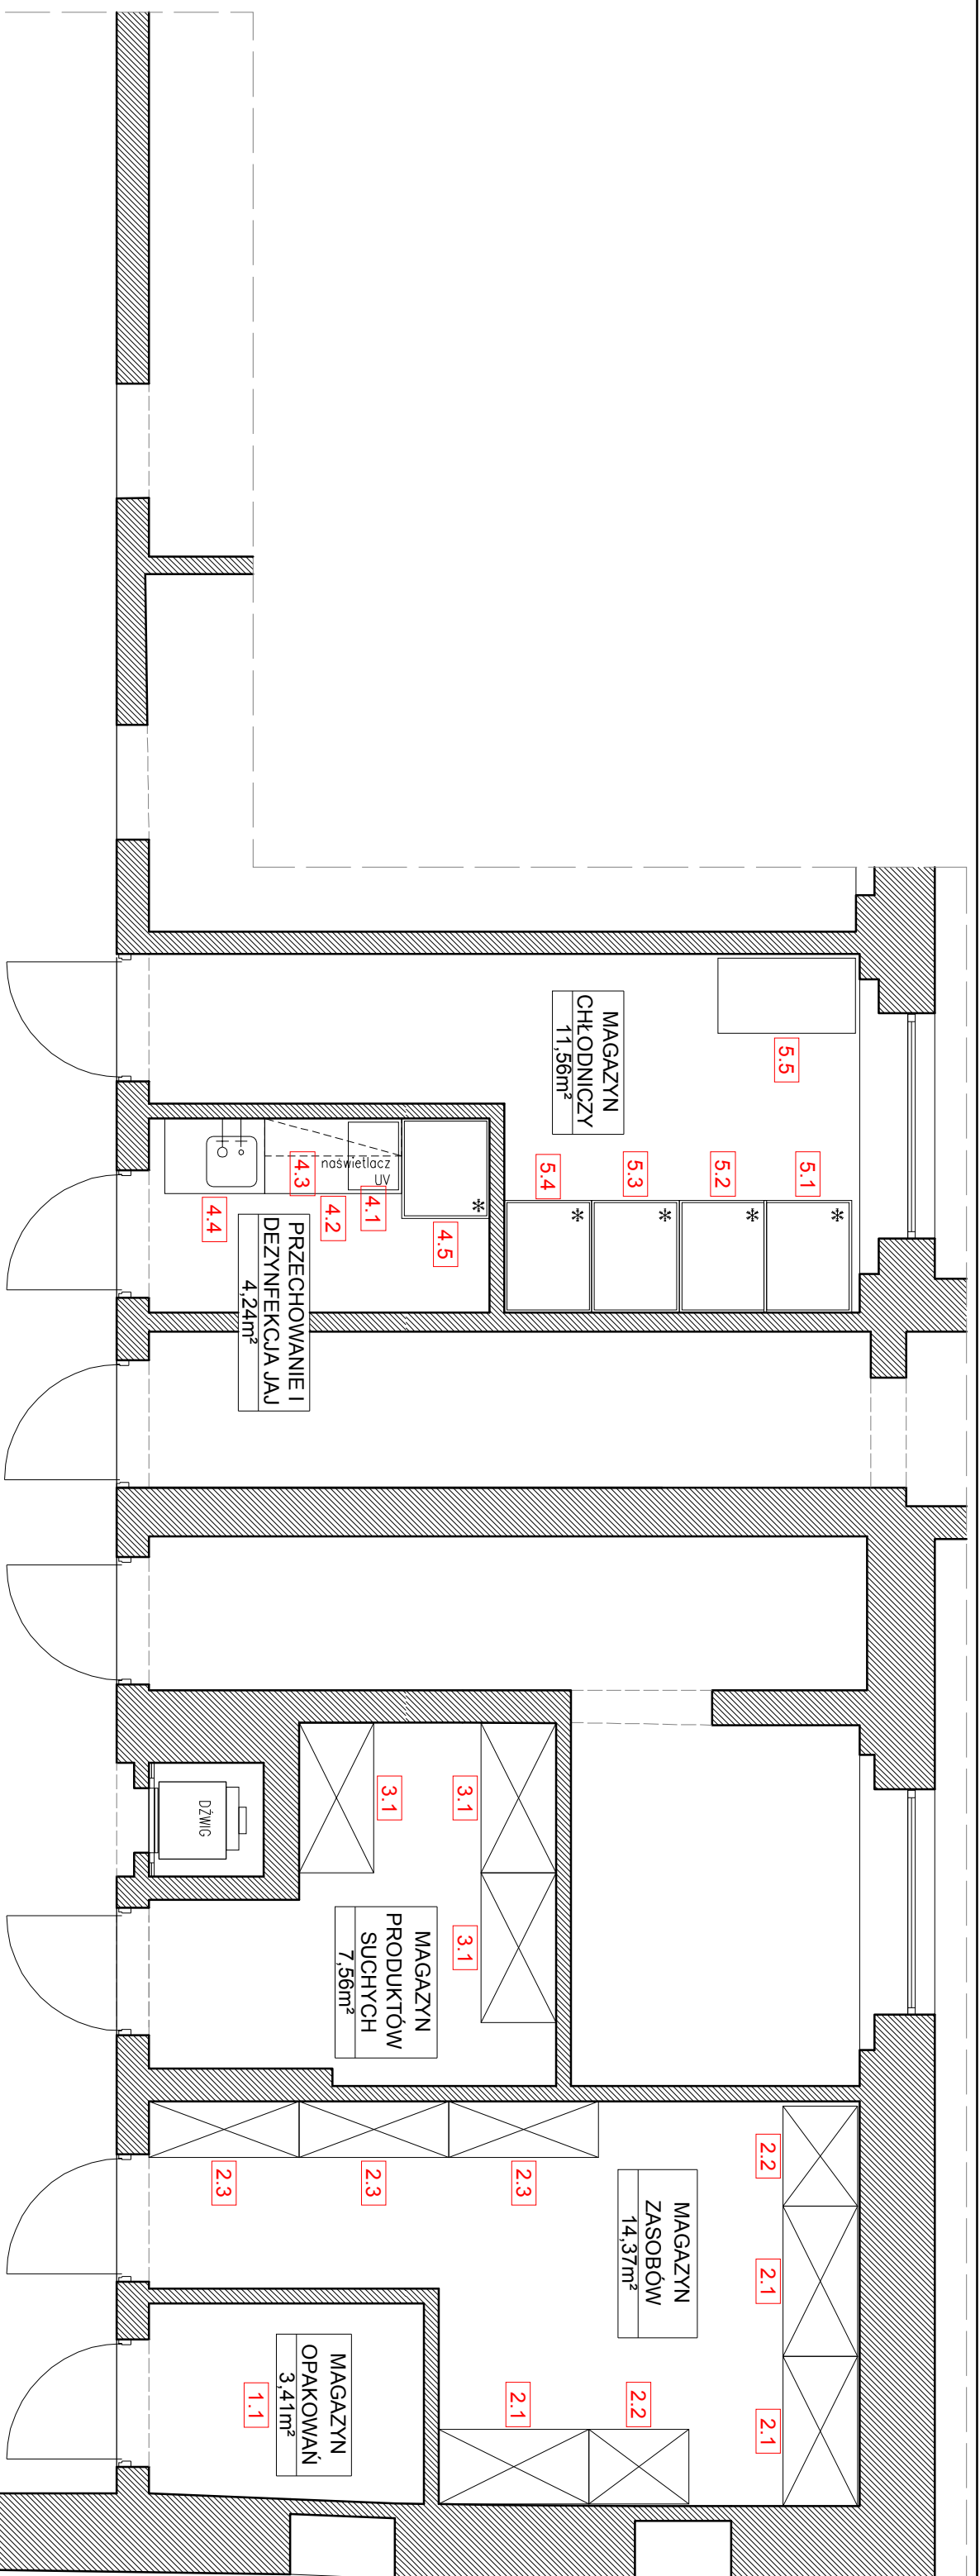 5.5
MAGAZYN
CHŁODNICZY
11,56m²
5.1
5.2
5.3
5.4
*
*
*
*
naświetlacz
UV
4.1
4.2
4.3
4.4
4.5
*
PRZECHOWANIE I
DEZYNFEKCJA JAJ
4,24m²
DŹWIG
3.1
3.1
3.1
MAGAZYN
PRODUKTÓW
SUCHYCH
7,56m²
2.2
2.1
2.1
2.3
2.3
2.3
MAGAZYN
ZASOBÓW
14,37m²
2.2
2.1
MAGAZYN
OPAKOWAŃ
3,41m²
1.1